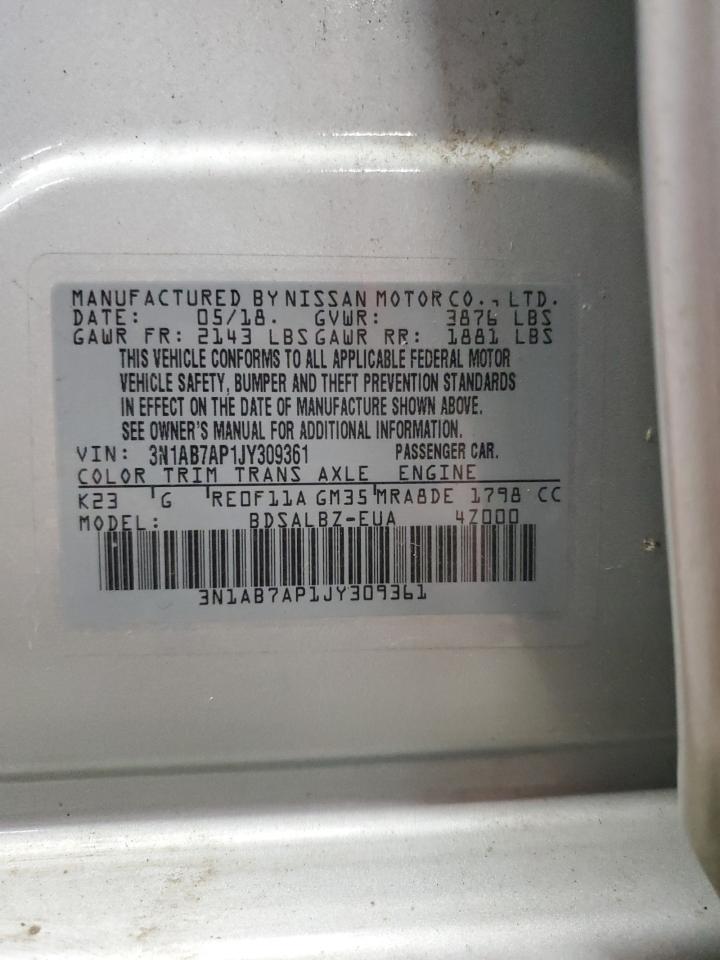 MANUFACTURED BY NISSAN MOTOR CO., LTD.
DATE: 05/18. GVWR: 3876 LBS
GAWR FR: 2143 LBS GAWR RR: 1881 LBS
THIS VEHICLE CONFORMS TO ALL APPLICABLE FEDERAL MOTOR
VEHICLE SAFETY, BUMPER AND THEFT PREVENTION STANDARDS
IN EFFECT ON THE DATE OF MANUFACTURE SHOWN ABOVE.
SEE OWNER'S MANUAL FOR ADDITIONAL INFORMATION.
VIN: 3N1AB7AP1JY309361 PASSENGER CAR.
COLOR TRIM TRANS AXLE ENGINE
K23 G RE0F11A GM35 MRA8DE 1798 CC
MODEL: BDSALBZ-EUA 4Z000
3N1AB7AP1JY309361